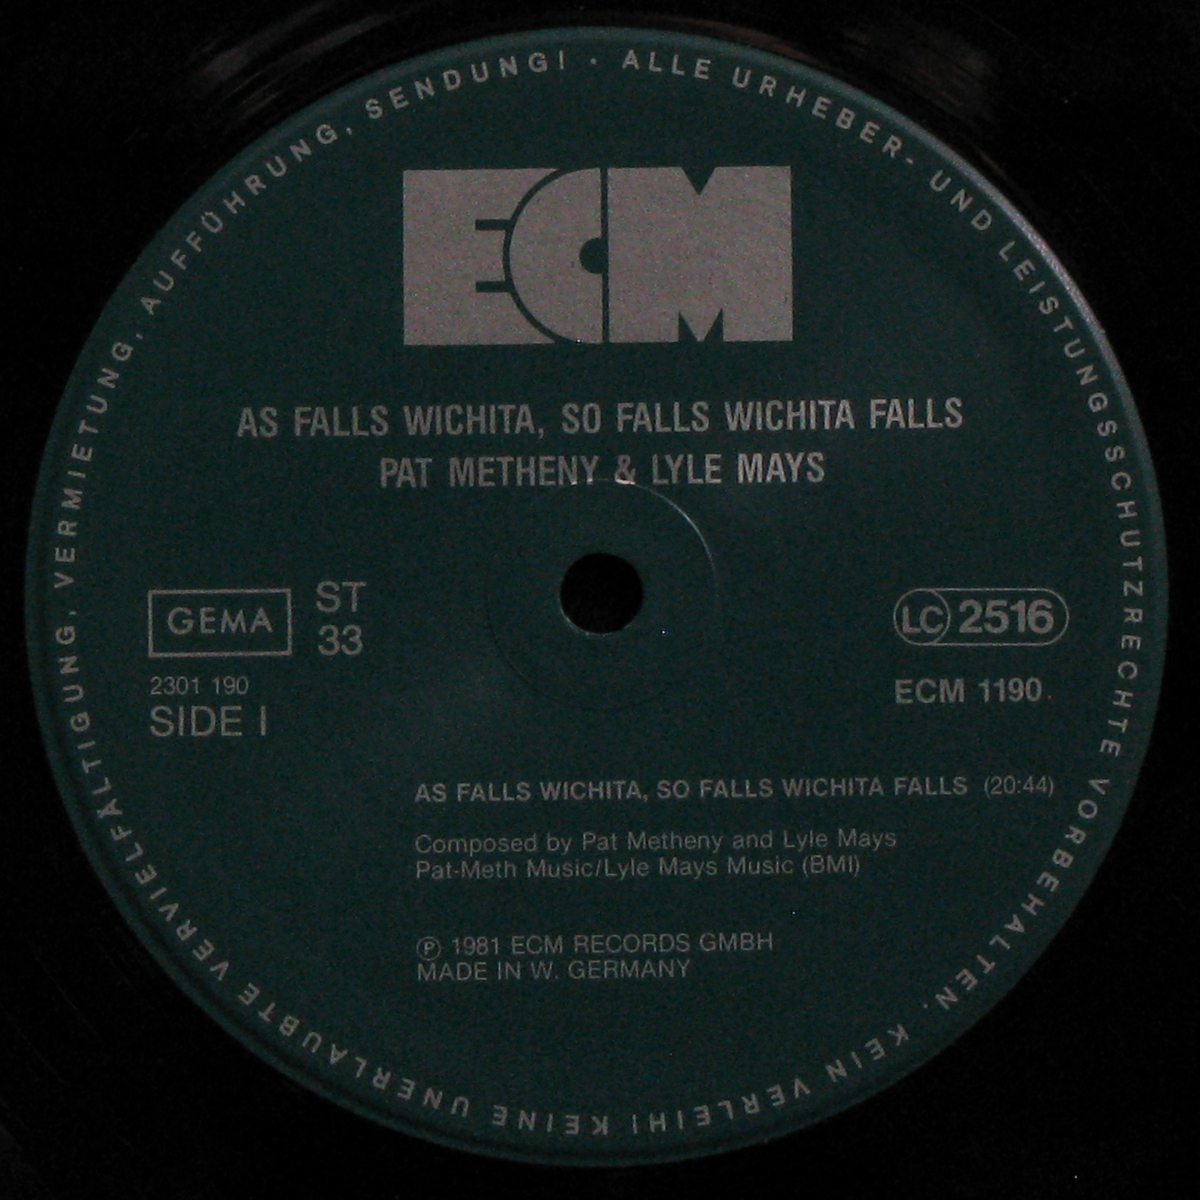 ALLE URHEBER- UND LEISTUNGSSCHUTZRECHTE VORBEHALTEN. KEIN VERLEIH! KEINE UNERLAUBTE VERVIELFÄLTIGUNG, VERMIETUNG, AUFFÜHRUNG, SENDUNG! ·
ECM
AS FALLS WICHITA, SO FALLS WICHITA FALLS
PAT METHENY & LYLE MAYS
GEMA
ST
33
LC 2516
2301 190
SIDE I
ECM 1190
AS FALLS WICHITA, SO FALLS WICHITA FALLS (20:44)
Composed by Pat Metheny and Lyle Mays
Pat-Meth Music/Lyle Mays Music (BMI)
℗ 1981 ECM RECORDS GMBH
MADE IN W. GERMANY